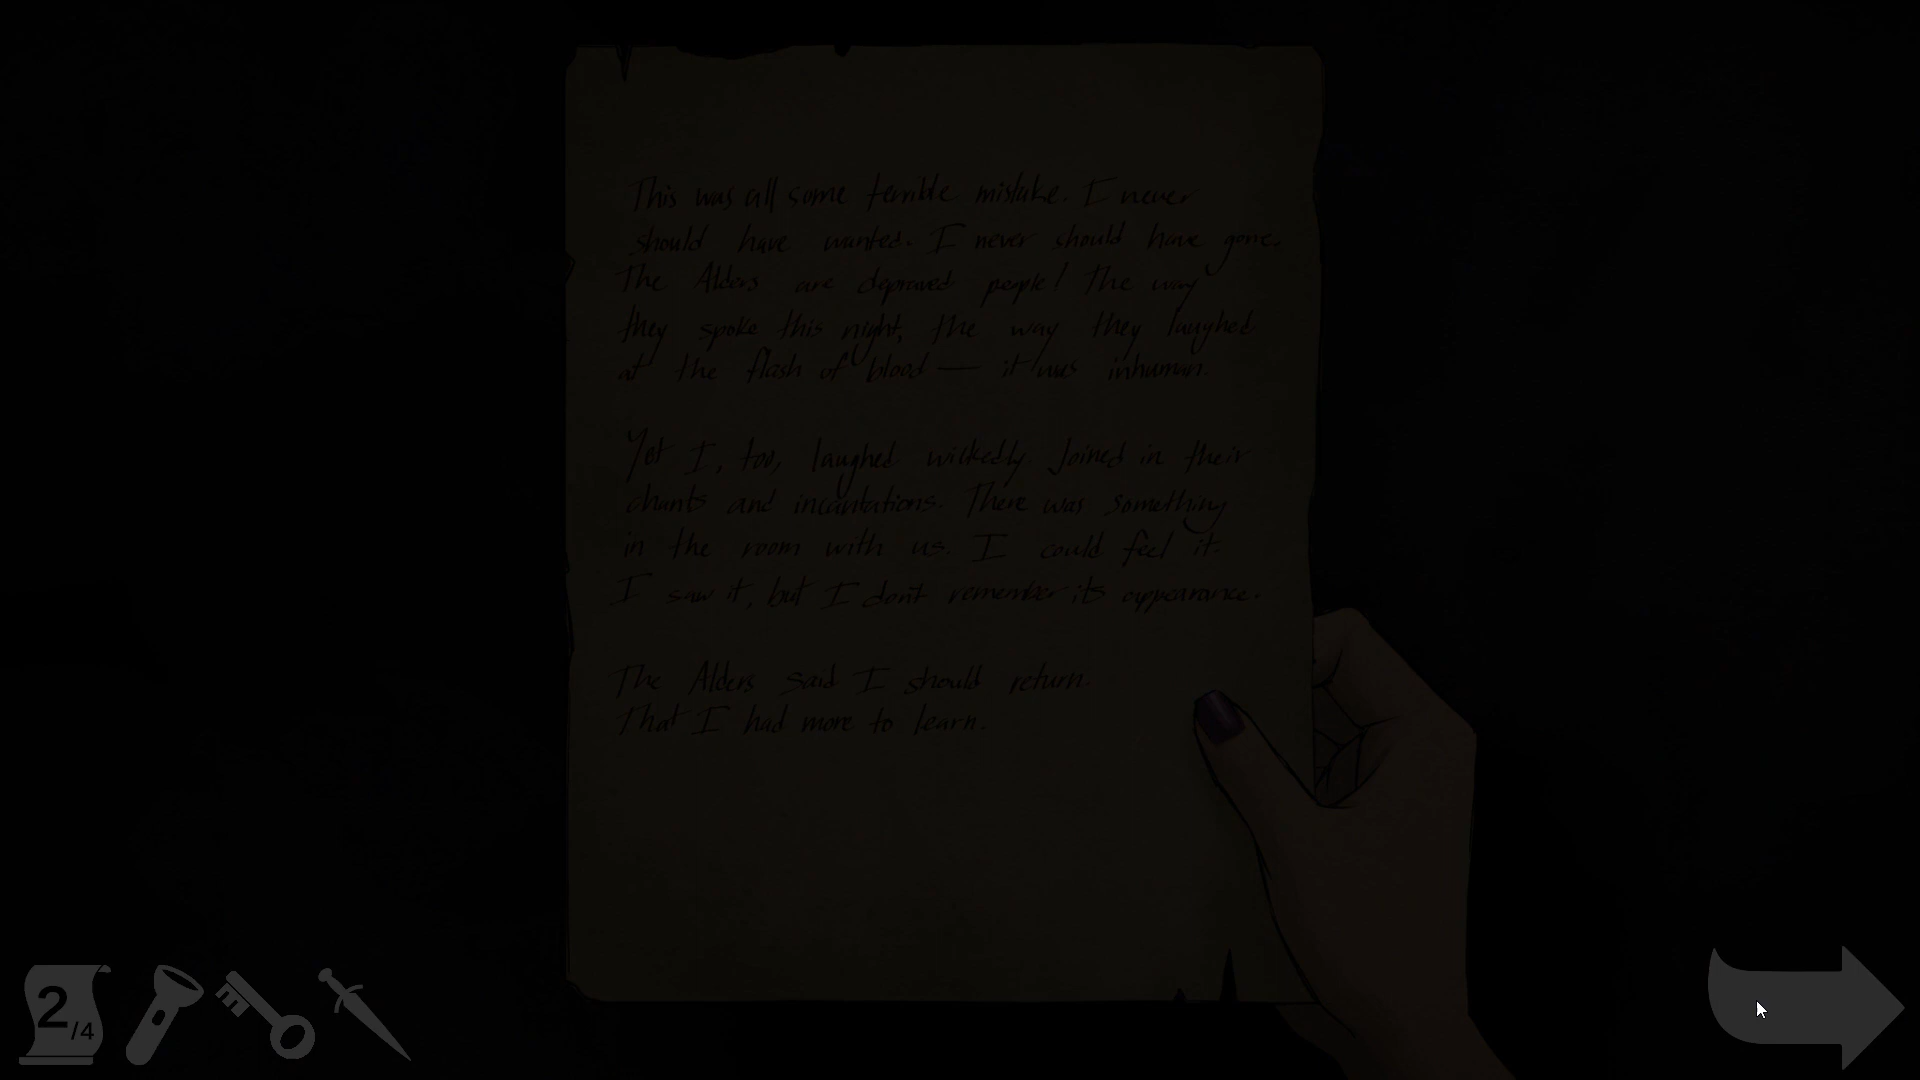 This was all some terrible mistake. I never
should have wanted. I never should have gone.
The Alders are depraved people! The way
they spoke this night, the way they laughed
at the flash of blood — it was inhuman.
Yet I, too, laughed wickedly. Joined in their
chants and incantations. There was something
in the room with us. I could feel it.
I saw it, but I don't remember its appearance.
The Alders said I should return.
That I had more to learn.
2/4